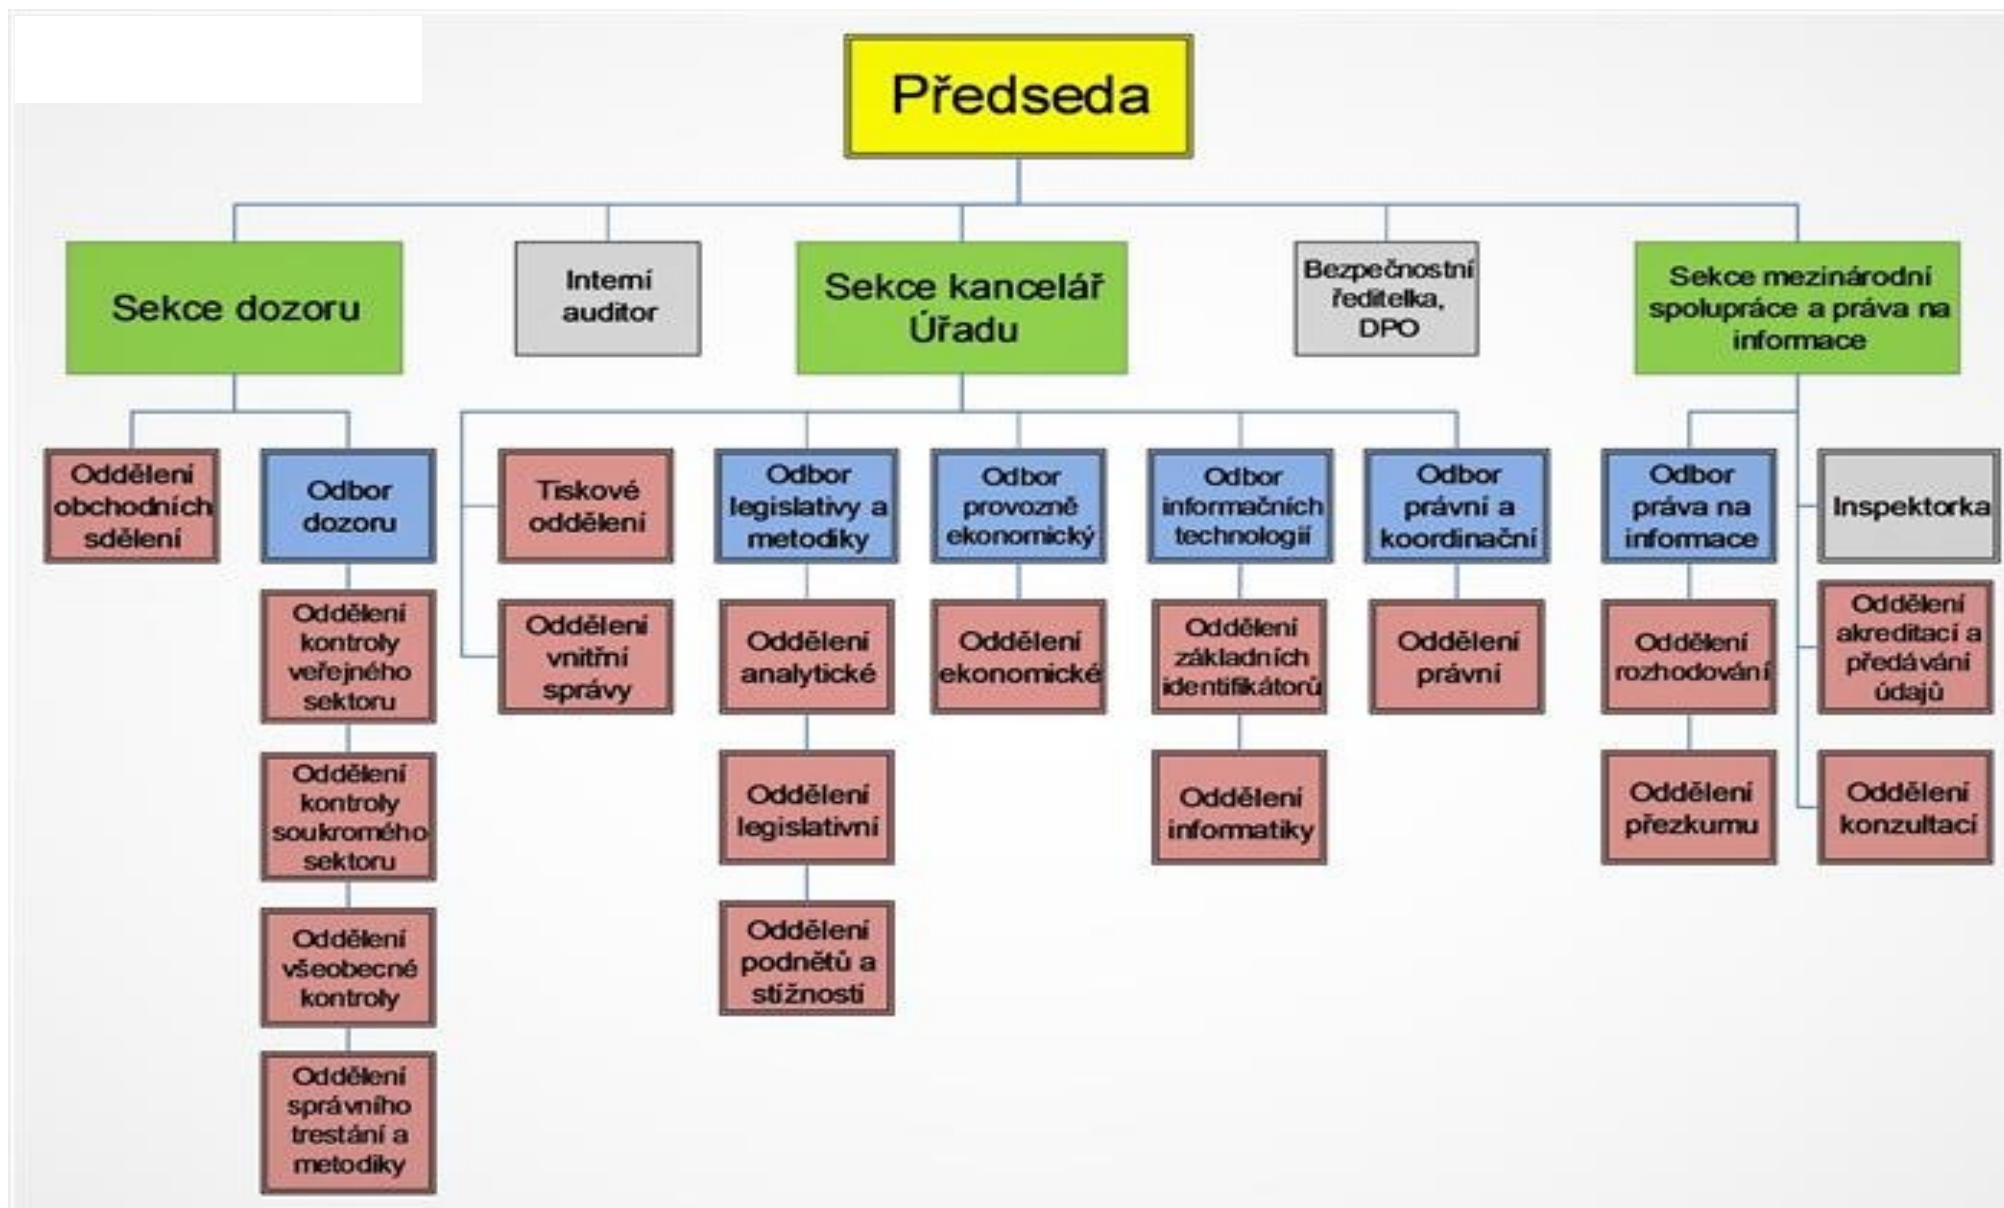 Předseda
Sekce dozoru
Interní
auditor
Sekce kancelář
Úřadu
Bezpečnostní
ředitelka,
DPO
Sekce mezinárodní
spolupráce a práva na
informace
Oddělení
obchodních
sdělení
Odbor
dozoru
Tiskové
oddělení
Odbor
legislativy a
metodiky
Odbor
provozně
ekonomický
Odbor
informačních
technologií
Odbor
právní a
koordinační
Odbor
práva na
informace
Inspektorka
Oddělení
kontroly
veřejného
sektoru
Oddělení
vnitřní
správy
Oddělení
analytické
Oddělení
ekonomické
Oddělení
základních
identifikátorů
Oddělení
právní
Oddělení
rozhodování
Oddělení
akreditací a
předávání
údajů
Oddělení
kontroly
soukromého
sektoru
Oddělení
legislativní
Oddělení
informatiky
Oddělení
přezkumu
Oddělení
konzultací
Oddělení
všeobecné
kontroly
Oddělení
podnětů a
stížností
Oddělení
správního
trestání a
metodiky